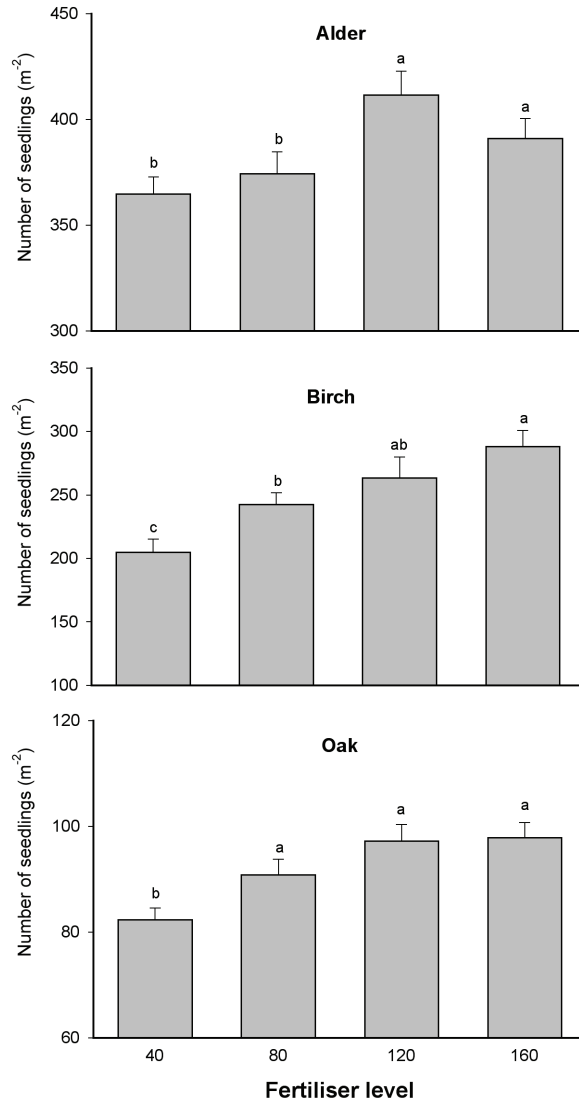 Alder
Number of seedlings (m⁻²)
450
400
350
300
b
b
a
a
Birch
Number of seedlings (m⁻²)
350
300
250
200
150
100
c
b
ab
a
Oak
Number of seedlings (m⁻²)
120
100
80
60
b
a
a
a
40 80 120 160
Fertiliser level